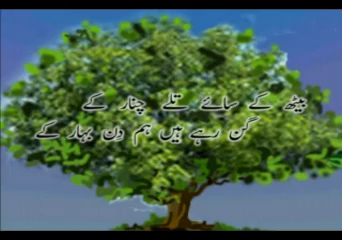 بیٹھ کے سائے تلے چنار کے
گن رہے ہیں ہم دن بہار کے